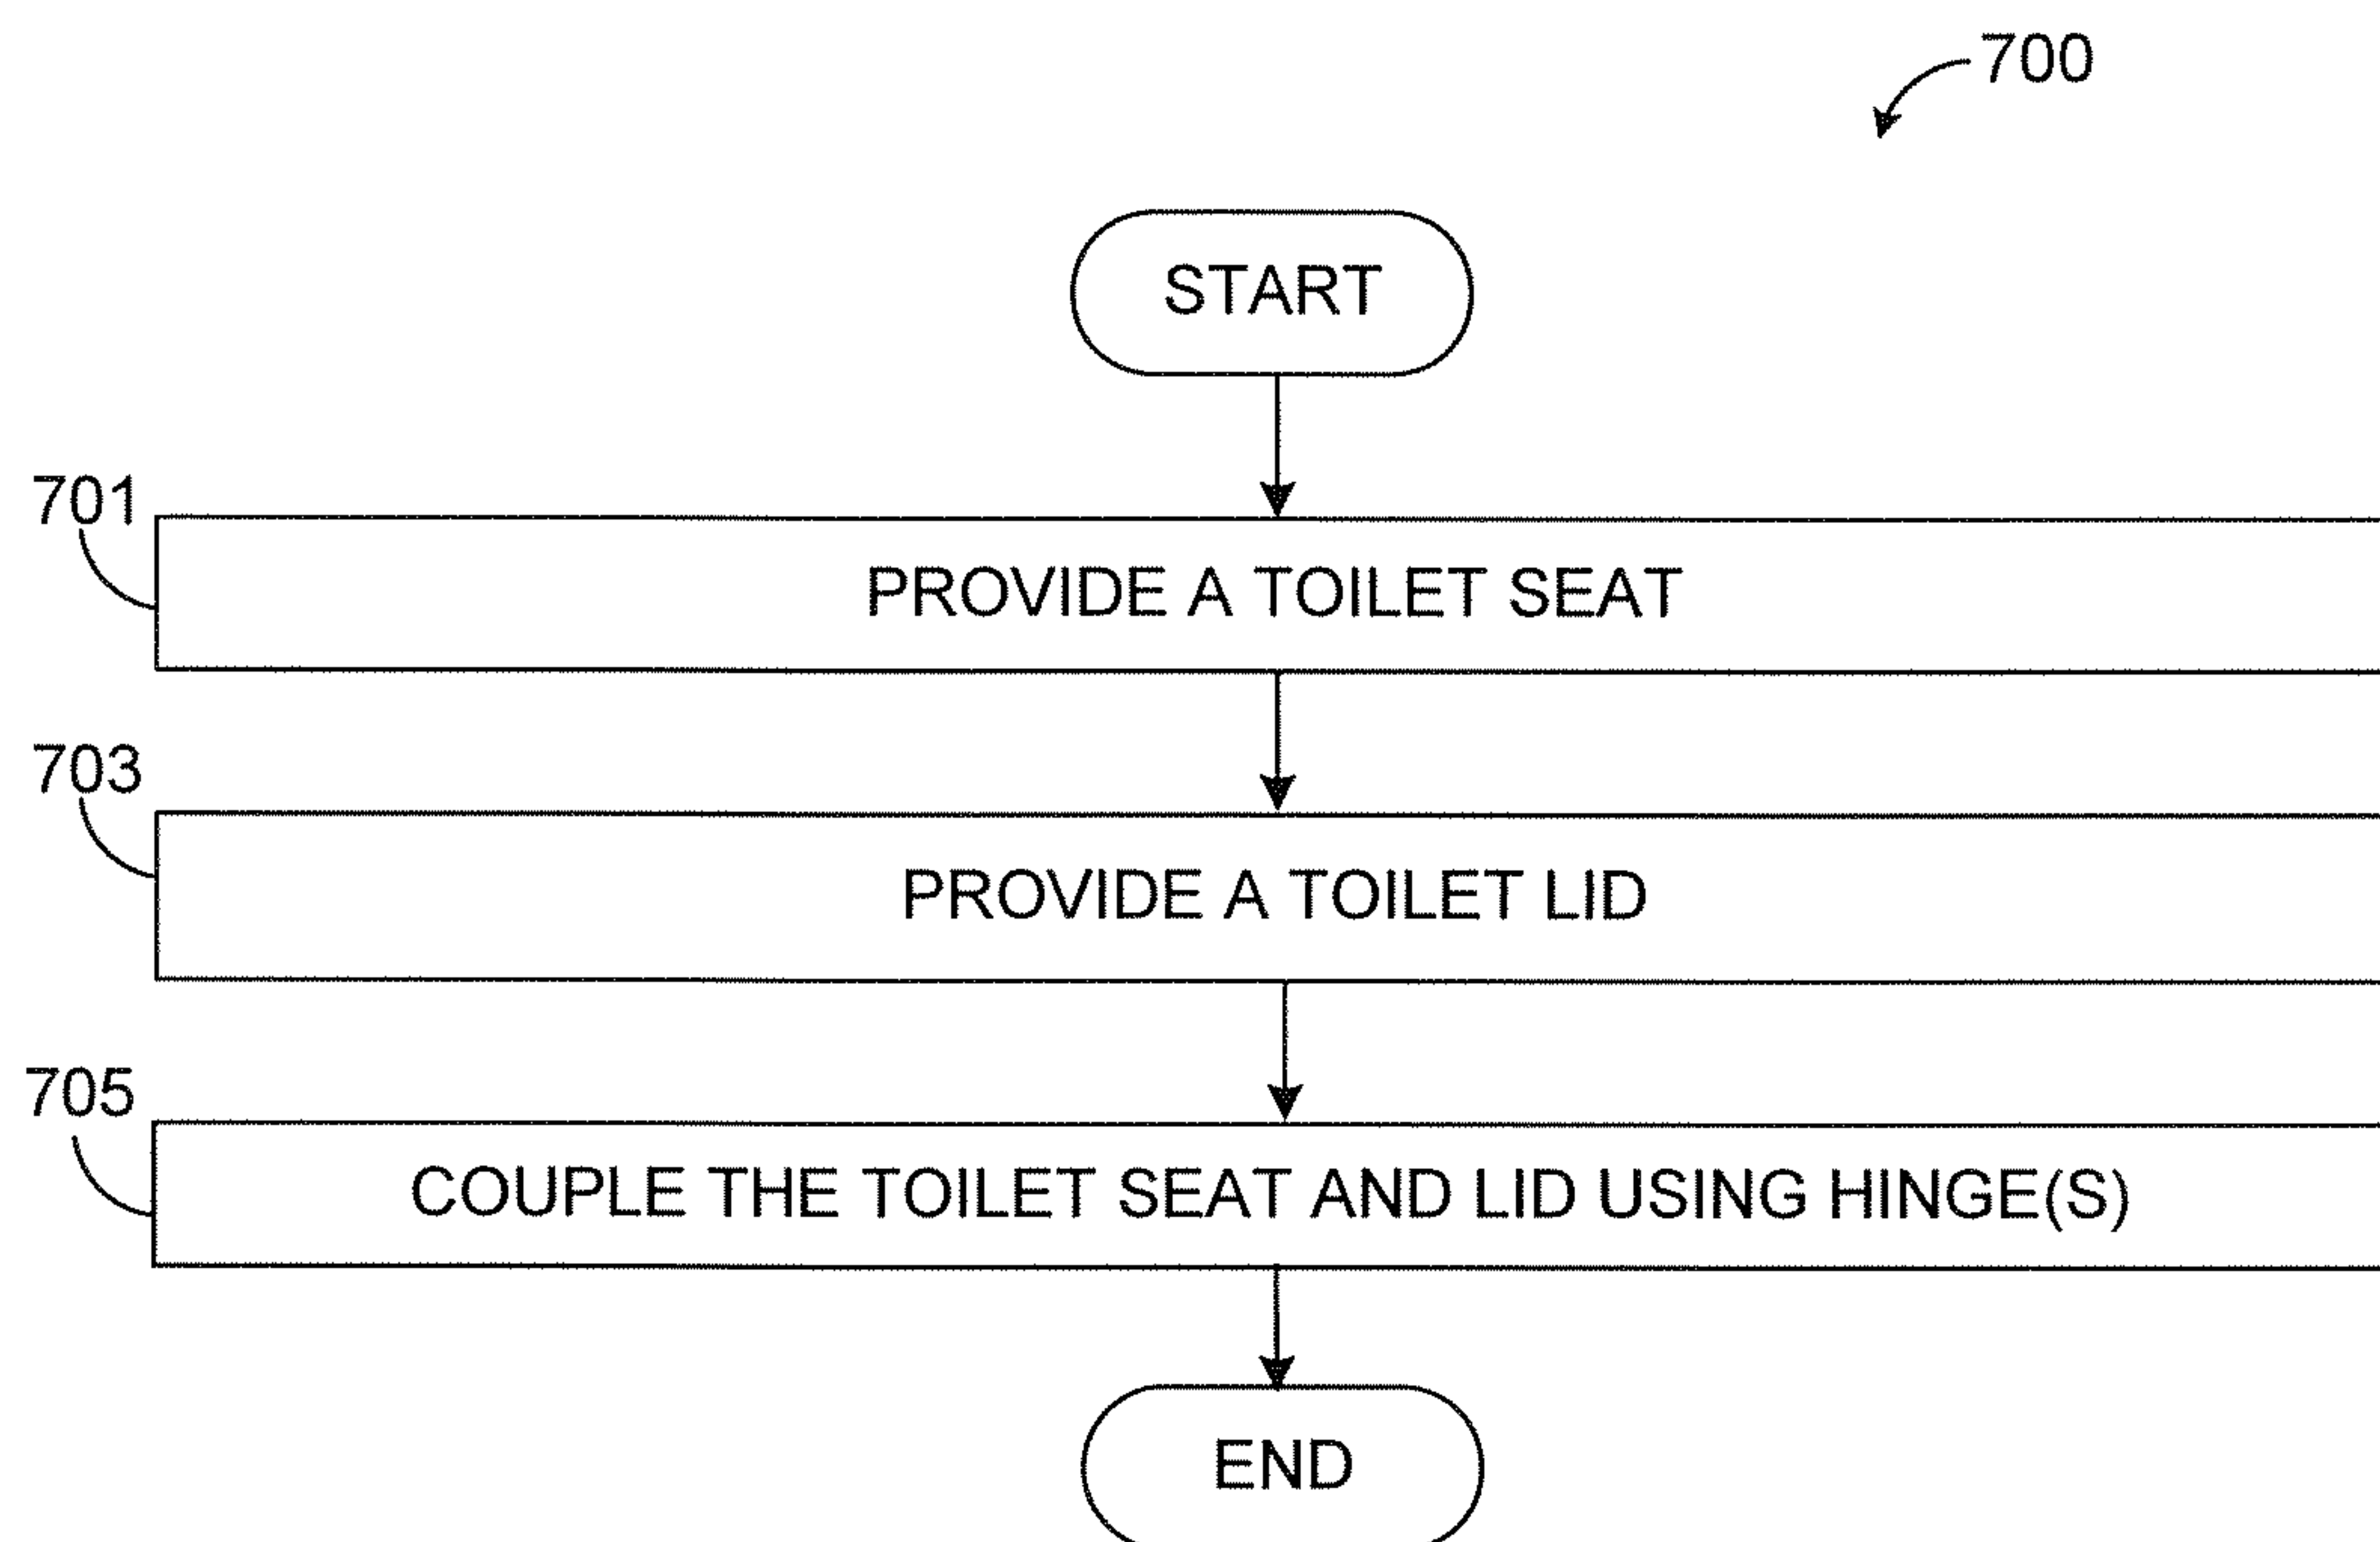 700
START
701
PROVIDE A TOILET SEAT
703
PROVIDE A TOILET LID
705
COUPLE THE TOILET SEAT AND LID USING HINGE(S)
END